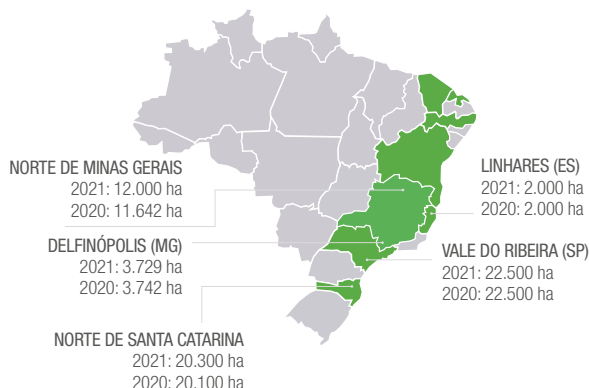 NORTE DE MINAS GERAIS
2021: 12.000 ha
2020: 11.642 ha
LINHARES (ES)
2021: 2.000 ha
2020: 2.000 ha
DELFINÓPOLIS (MG)
2021: 3.729 ha
2020: 3.742 ha
VALE DO RIBEIRA (SP)
2021: 22.500 ha
2020: 22.500 ha
NORTE DE SANTA CATARINA
2021: 20.300 ha
2020: 20.100 ha